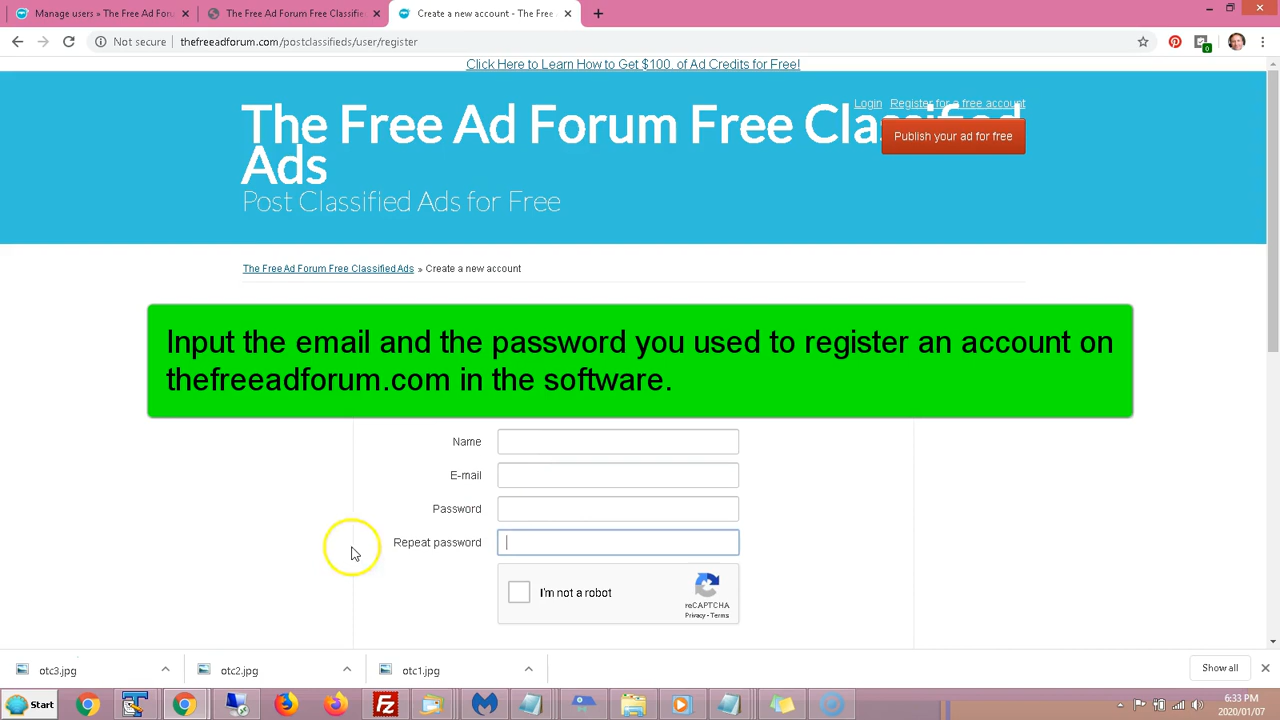 Manage users » The Free Ad Forum
The Free Ad Forum Free Classifie
Create a new account - The Free
Not secure
thefreeadforum.com/postclassifieds/user/register
0
Click Here to Learn How to Get $100. of Ad Credits for Free!
Login Register for a free account
The Free Ad Forum Free Classified
Ads
Publish your ad for free
Post Classified Ads for Free
The Free Ad Forum Free Classified Ads » Create a new account
Input the email and the password you used to register an account on
thefreeadforum.com in the software.
Name
E-mail
Password
Repeat password
I'm not a robot
reCAPTCHA
Privacy - Terms
otc3.jpg
otc2.jpg
otc1.jpg
Show all
Start
6:33 PM
2020/01/07